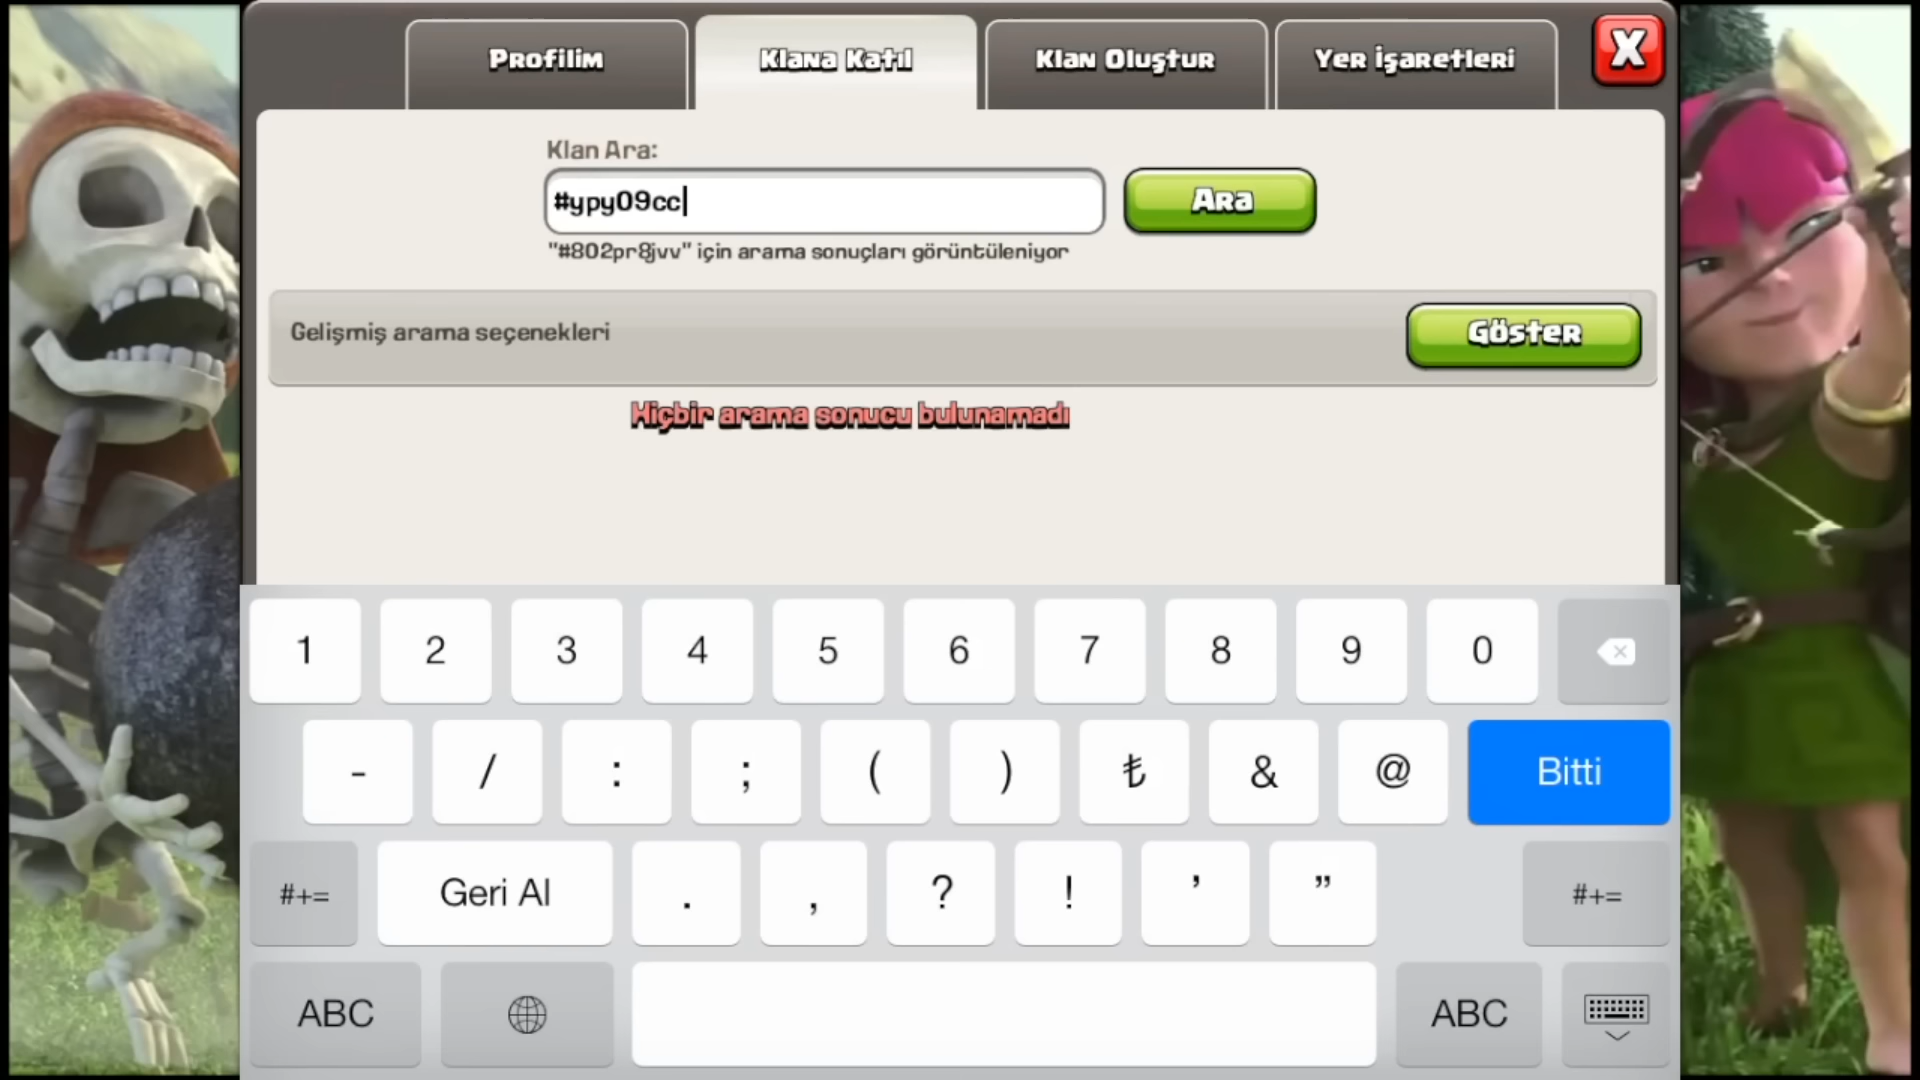 Profilim
Klana Katıl
Klan Oluştur
Yer İşaretleri
X
Klan Ara:
#ypy09cc
Ara
"#802pr8jvv" için arama sonuçları görüntüleniyor
Gelişmiş arama seçenekleri
Göster
Hiçbir arama sonucu bulunamadı
1 2 3 4 5 6 7 8 9 0
- / : ; ( ) ₺ & @ Bitti
#+= Geri Al . , ? ! ’ ” #+=
ABC ABC